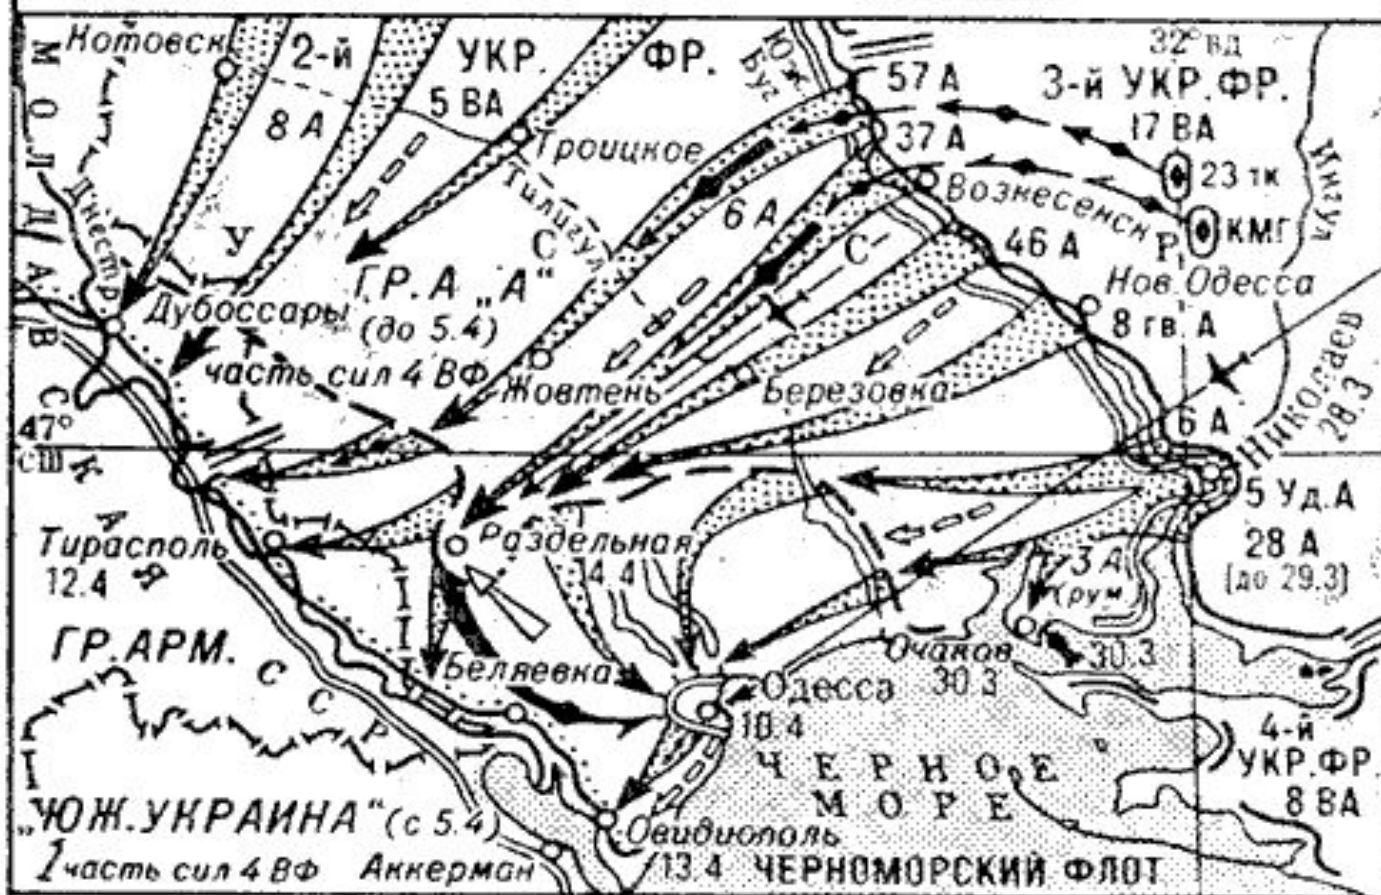 Котовск
2-й
УКР.
ФР.
8 А
5 ВА
Юж.
Буг
57 А
32° вд
3-й УКР. ФР.
17 ВА
37 А
23 тк
КМГ
Ингул
МОЛДАВСКАЯ
ССР
Днестр
Троицкое
Тилигул
6 А
Вознесенск
46 А
У
С
С
Р
Нов. Одесса
8 гв. А
Дубоссары
ГР. А „А"
(до 5.4)
часть сил 4 ВФ
Жовтень
Березовка
6 А
Николаев
28.3
47°
сш
5 Уд. А
28 А
[до 29.3]
Тирасполь
12.4
Раздельная
4.4
3 А
(рум.)
ГР. АРМ.
Беляевка
Очаков
30.3
30.3
Одесса
10.4
4-й
УКР. ФР.
8 ВА
ЧЕРНОЕ
МОРЕ
„ЮЖ. УКРАИНА" (с 5.4)
Овидиополь
13.4
часть сил 4 ВФ
Аккерман
ЧЕРНОМОРСКИЙ ФЛОТ